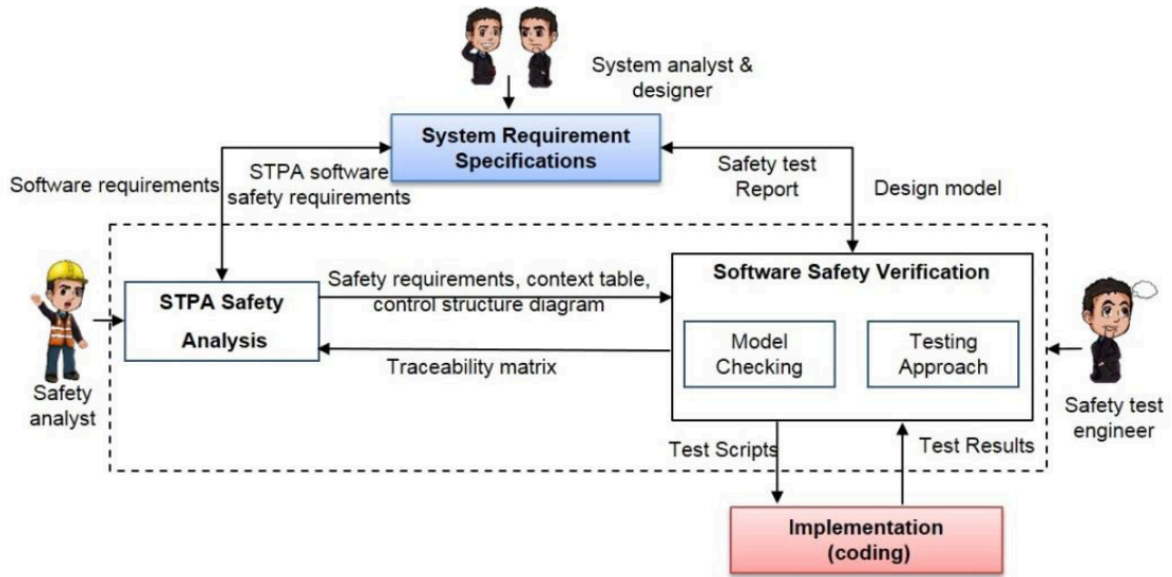 System analyst &
designer
System Requirement
Specifications
Software requirements
STPA software
safety requirements
Safety test
Report
Design model
STPA Safety
Analysis
Safety requirements, context table,
control structure diagram
Traceability matrix
Software Safety Verification
Model
Checking
Testing
Approach
Safety
analyst
Safety test
engineer
Test Scripts
Test Results
Implementation
(coding)